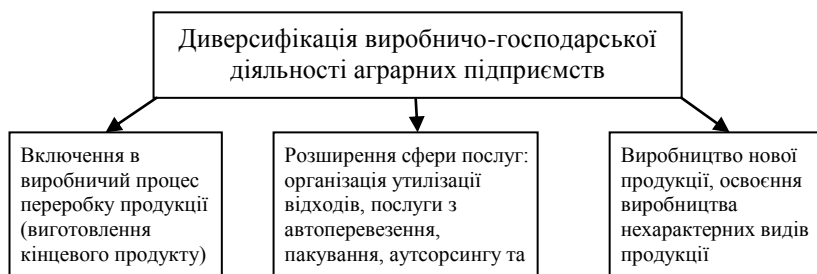 Диверсифікація виробничо-господарської
діяльності аграрних підприємств
Включення в
виробничий процес
переробку продукції
(виготовлення
кінцевого продукту)
Розширення сфери послуг:
організація утилізації
відходів, послуги з
автоперевезення,
пакування, аутсорсингу та
Виробництво нової
продукції, освоєння
виробництва
нехарактерних видів
продукції